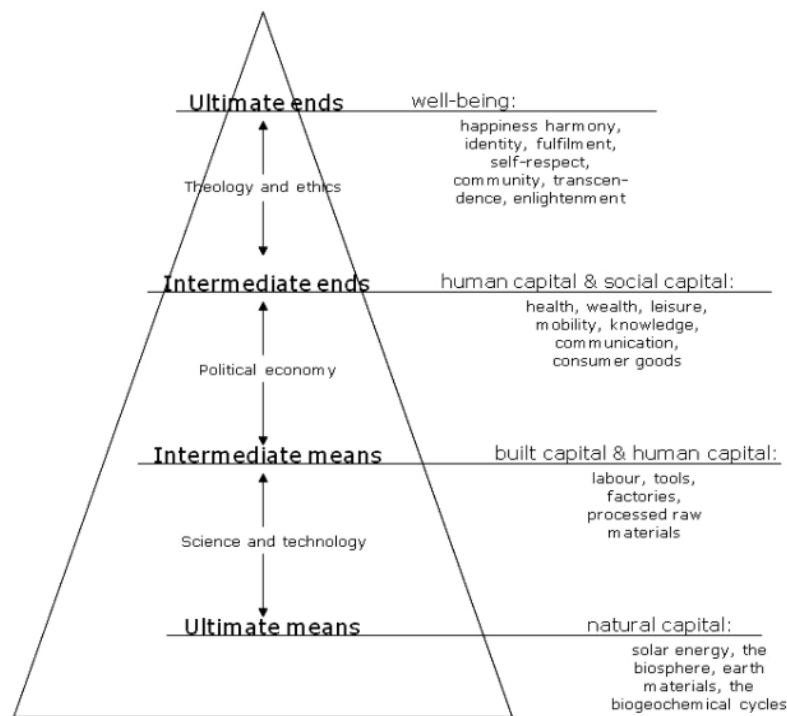 Ultimate ends
well-being:
happiness harmony,
identity, fulfilment,
self-respect,
community, transcen-
dence, enlightenment
Theology and ethics
Intermediate ends
human capital & social capital:
health, wealth, leisure,
mobility, knowledge,
communication,
consumer goods
Political economy
Intermediate means
built capital & human capital:
labour, tools,
factories,
processed raw
materials
Science and technology
Ultimate means
natural capital:
solar energy, the
biosphere, earth
materials, the
biogeochemical cycles